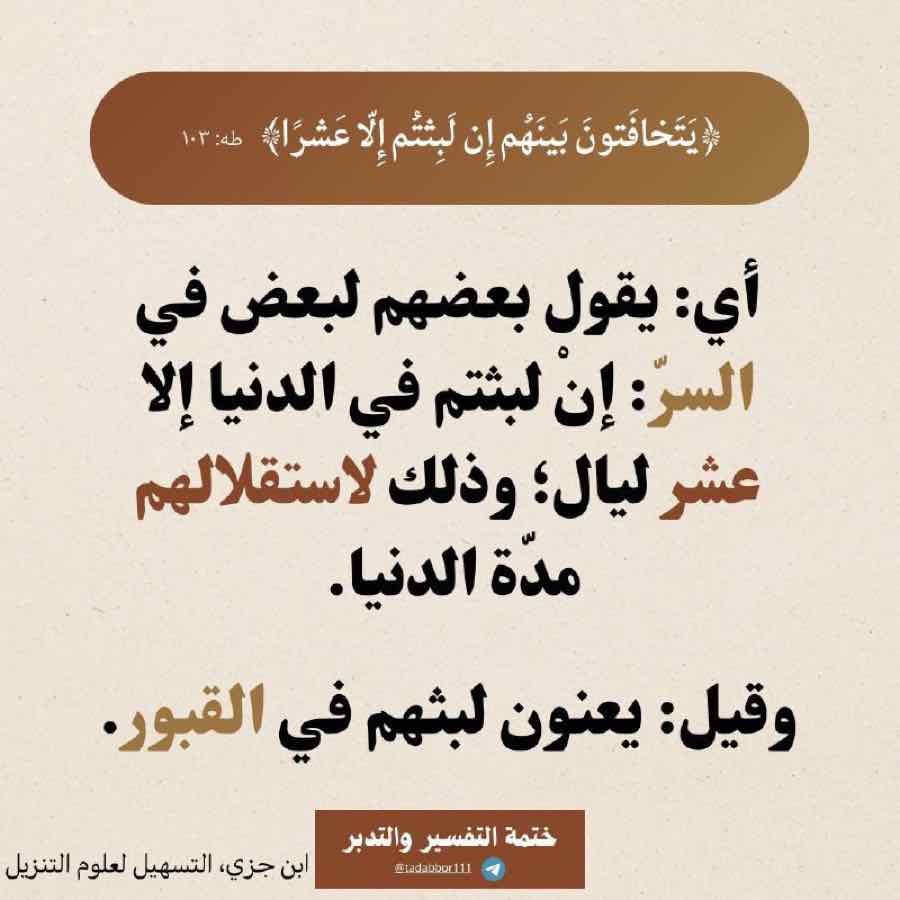 ﴿يَتَخافَتونَ بَينَهُم إِن لَبِثتُم إِلّا عَشرًا﴾ طه: ١٠٣
أي: يقول بعضهم لبعض في
السرّ: إنْ لبثتم في الدنيا إلا
عشر ليال؛ وذلك لاستقلالهم
مدّة الدنيا.
وقيل: يعنون لبثهم في القبور.
ختمة التفسير والتدبر
@tadabbor111
ابن جزي، التسهيل لعلوم التنزيل